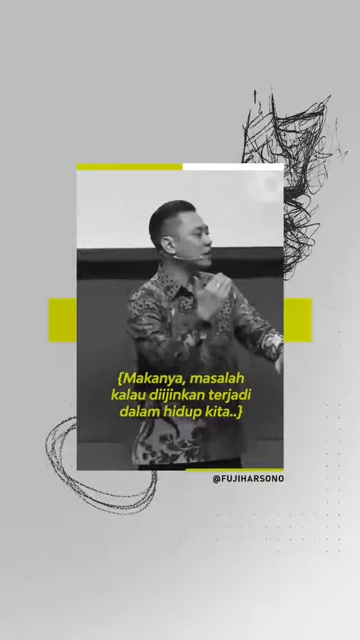 {Makanya, masalah
kalau diijinkan terjadi
dalam hidup kita..}
@FUJIHARSONO